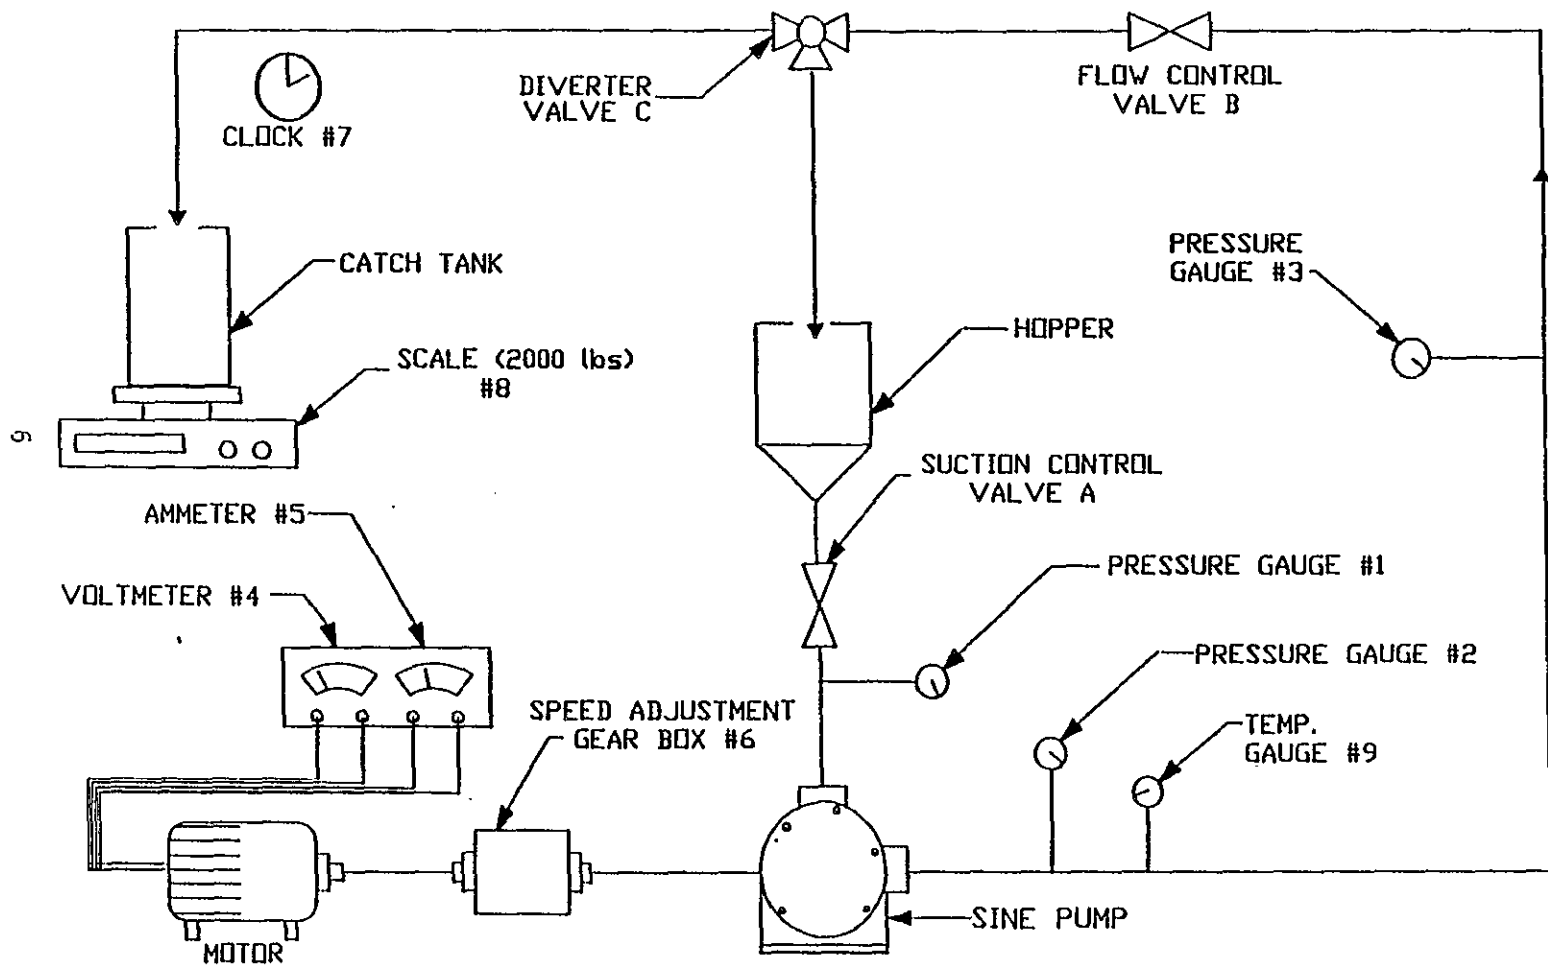 DIVERTER
VALVE C
FLOW CONTROL
VALVE B
CLOCK #7
PRESSURE
GAUGE #3
CATCH TANK
HOPPER
SCALE (2000 lbs)
#8
SUCTION CONTROL
VALVE A
AMMETER #5
PRESSURE GAUGE #1
VOLTMETER #4
PRESSURE GAUGE #2
SPEED ADJUSTMENT
GEAR BOX #6
TEMP.
GAUGE #9
SINE PUMP
MOTOR